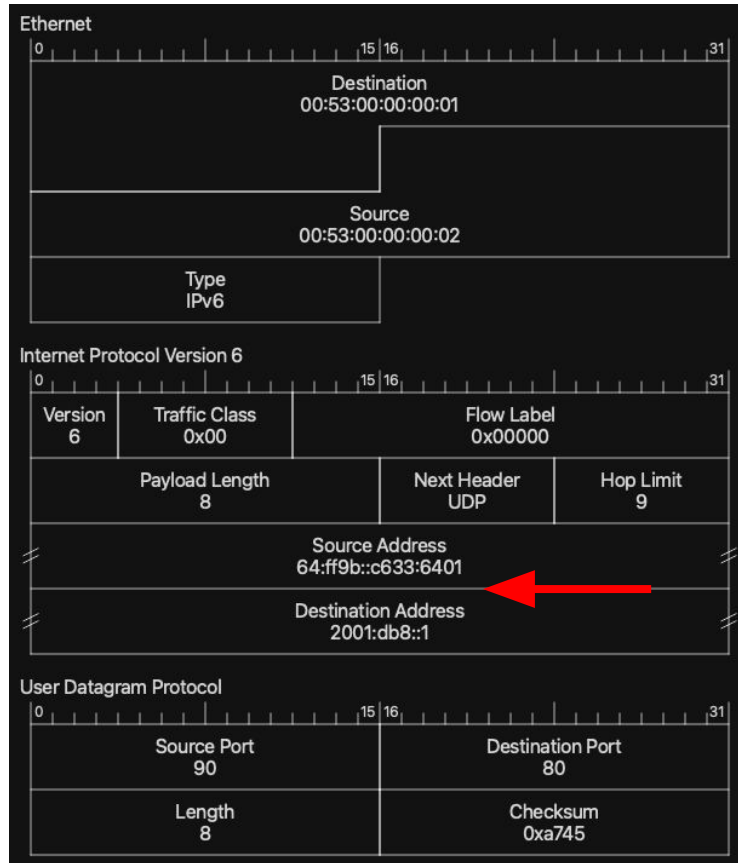 Ethernet
0 15 16 31
Destination
00:53:00:00:00:01
Source
00:53:00:00:00:02
Type
IPv6
Internet Protocol Version 6
0 15 16 31
Version Traffic Class Flow Label
6 0x00 0x00000
Payload Length Next Header Hop Limit
8 UDP 9
Source Address
64:ff9b::c633:6401
Destination Address
2001:db8::1
User Datagram Protocol
0 15 16 31
Source Port Destination Port
90 80
Length Checksum
8 0xa745